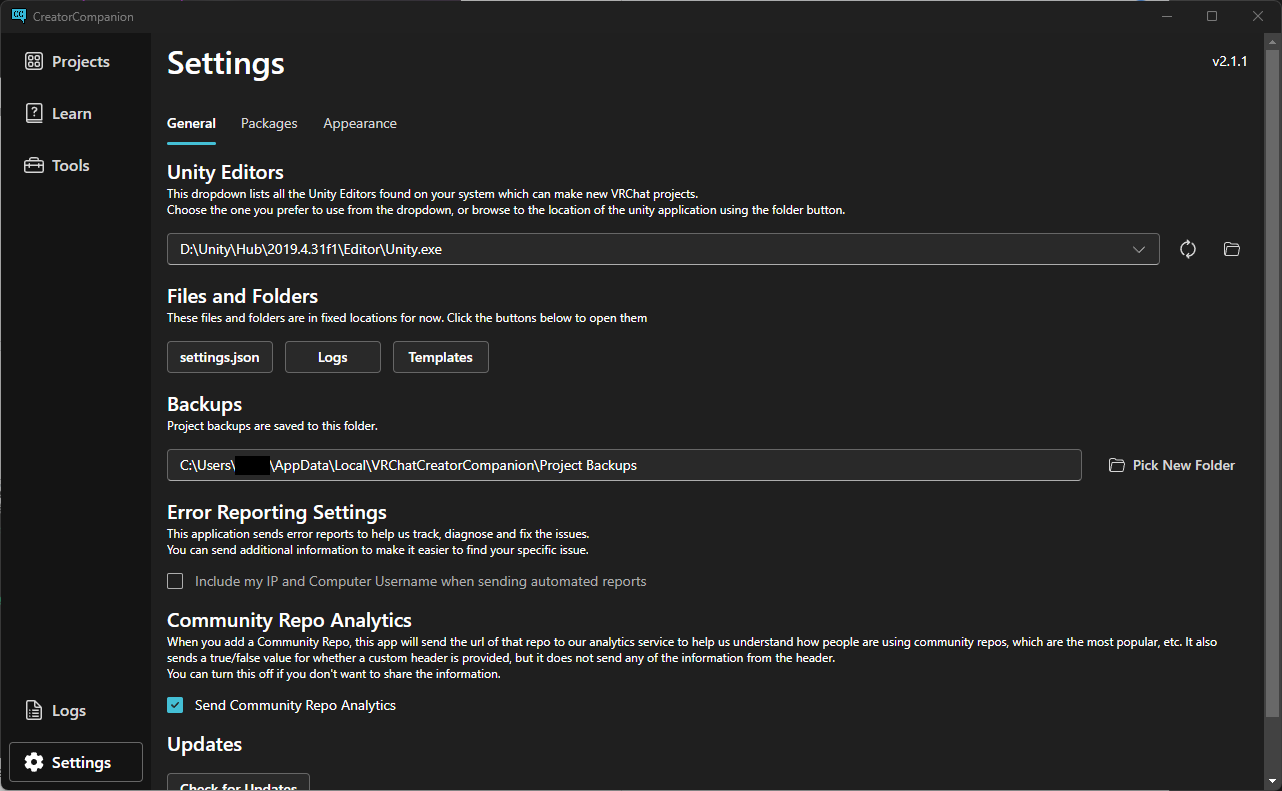 CreatorCompanion
Projects
Learn
Tools
Logs
Settings
Settings
v2.1.1
General Packages Appearance
Unity Editors
This dropdown lists all the Unity Editors found on your system which can make new VRChat projects.
Choose the one you prefer to use from the dropdown, or browse to the location of the unity application using the folder button.
D:\Unity\Hub\2019.4.31f1\Editor\Unity.exe
Files and Folders
These files and folders are in fixed locations for now. Click the buttons below to open them
settings.json Logs Templates
Backups
Project backups are saved to this folder.
C:\Users\ \AppData\Local\VRChatCreatorCompanion\Project Backups
Pick New Folder
Error Reporting Settings
This application sends error reports to help us track, diagnose and fix the issues.
You can send additional information to make it easier to find your specific issue.
Include my IP and Computer Username when sending automated reports
Community Repo Analytics
When you add a Community Repo, this app will send the url of that repo to our analytics service to help us understand how people are using community repos, which are the most popular, etc. It also
sends a true/false value for whether a custom header is provided, but it does not send any of the information from the header.
You can turn this off if you don't want to share the information.
Send Community Repo Analytics
Updates
Check for Updates